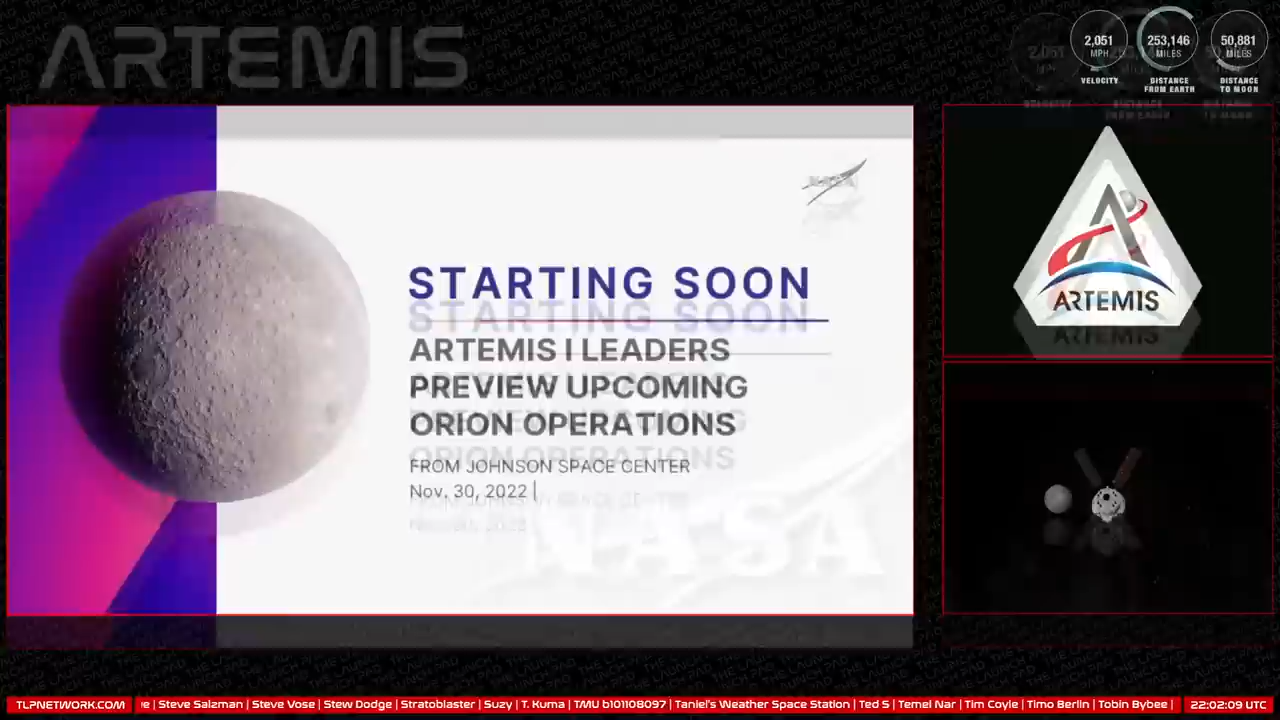 ARTEMIS
2,051
MPH
VELOCITY
253,146
MILES
DISTANCE
FROM EARTH
50,881
MILES
DISTANCE
TO MOON
NASA
STARTING SOON
ARTEMIS I LEADERS
PREVIEW UPCOMING
ORION OPERATIONS
FROM JOHNSON SPACE CENTER
Nov. 30, 2022 |
NASA
ARTEMIS
TLPNETWORK.COM
| Steve Salzman | Steve Vose | Stew Dodge | Stratoblaster | Suzy | T. Kuma | TMU b101108097 | Taniel's Weather Space Station | Ted S | Temel Nar | Tim Coyle | Timo Berlin | Tobin Bybee |
22:02:09 UTC